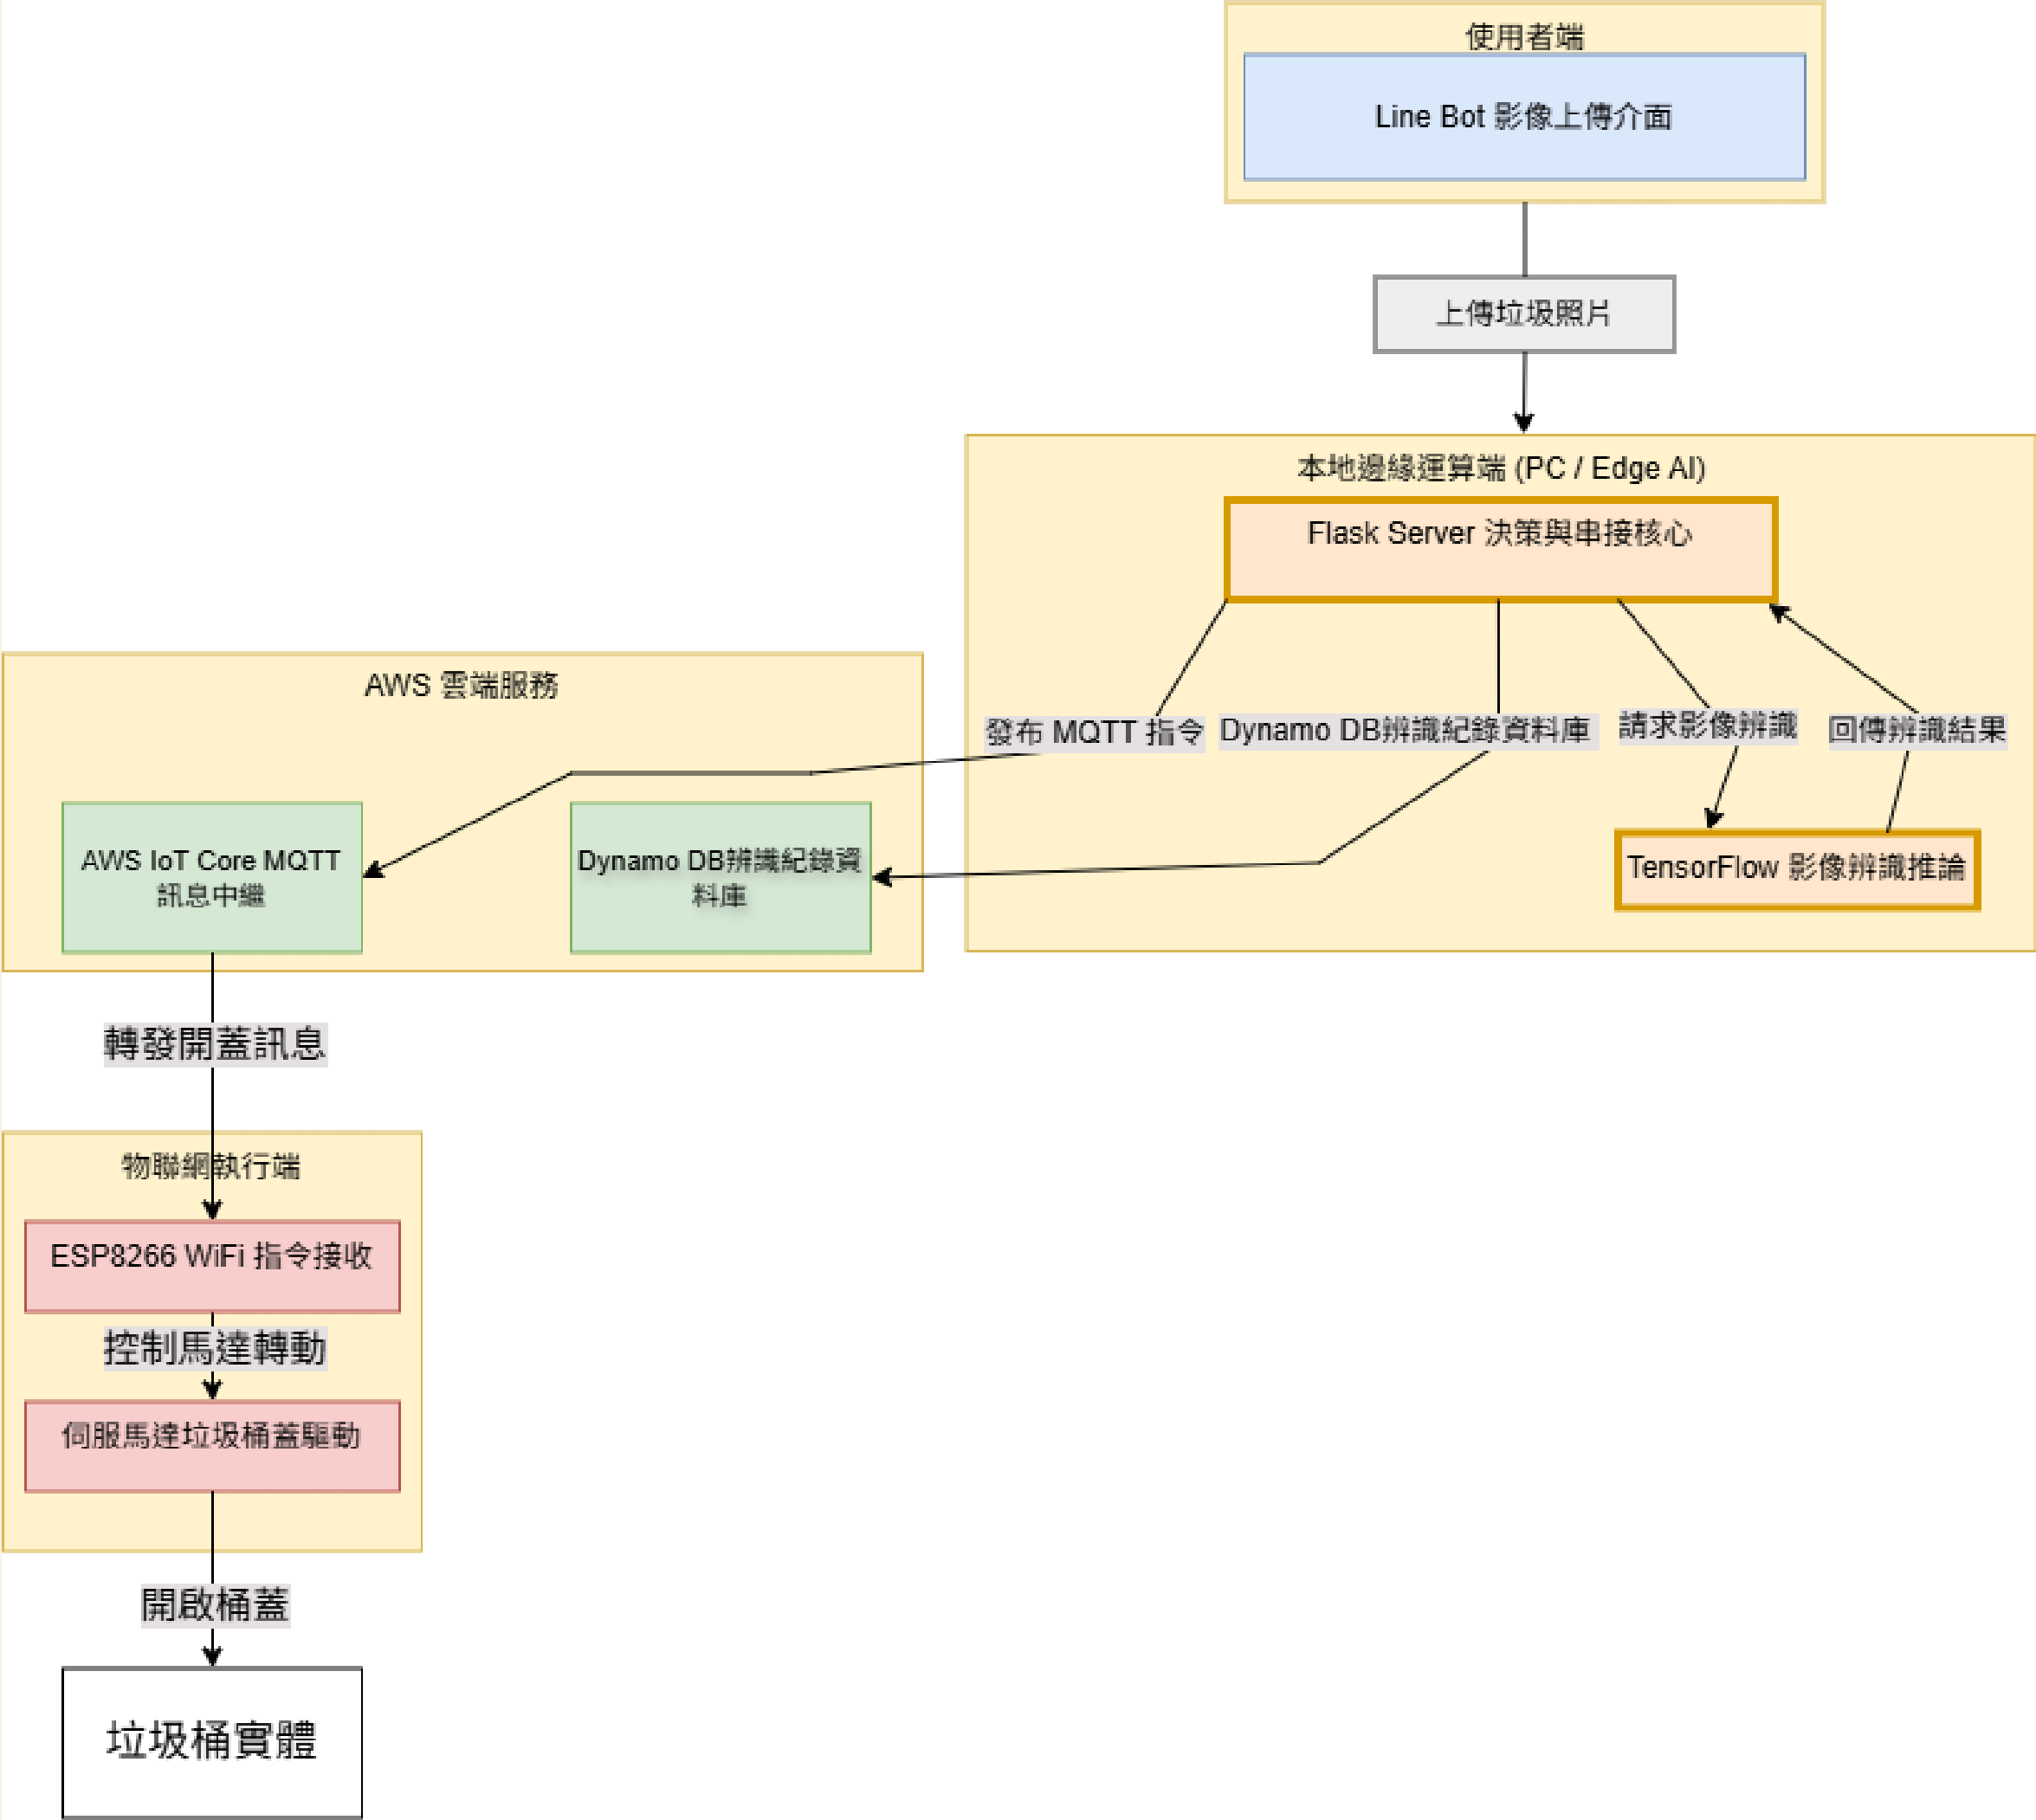 使用者端
Line Bot 影像上傳介面
上傳垃圾照片
本地邊緣運算端 (PC / Edge AI)
Flask Server 決策與串接核心
發布 MQTT 指令
Dynamo DB辨識紀錄資料庫
請求影像辨識
回傳辨識結果
TensorFlow 影像辨識推論
AWS 雲端服務
AWS IoT Core MQTT
訊息中繼
Dynamo DB辨識紀錄資
料庫
轉發開蓋訊息
物聯網執行端
ESP8266 WiFi 指令接收
控制馬達轉動
伺服馬達垃圾桶蓋驅動
開啟桶蓋
垃圾桶實體